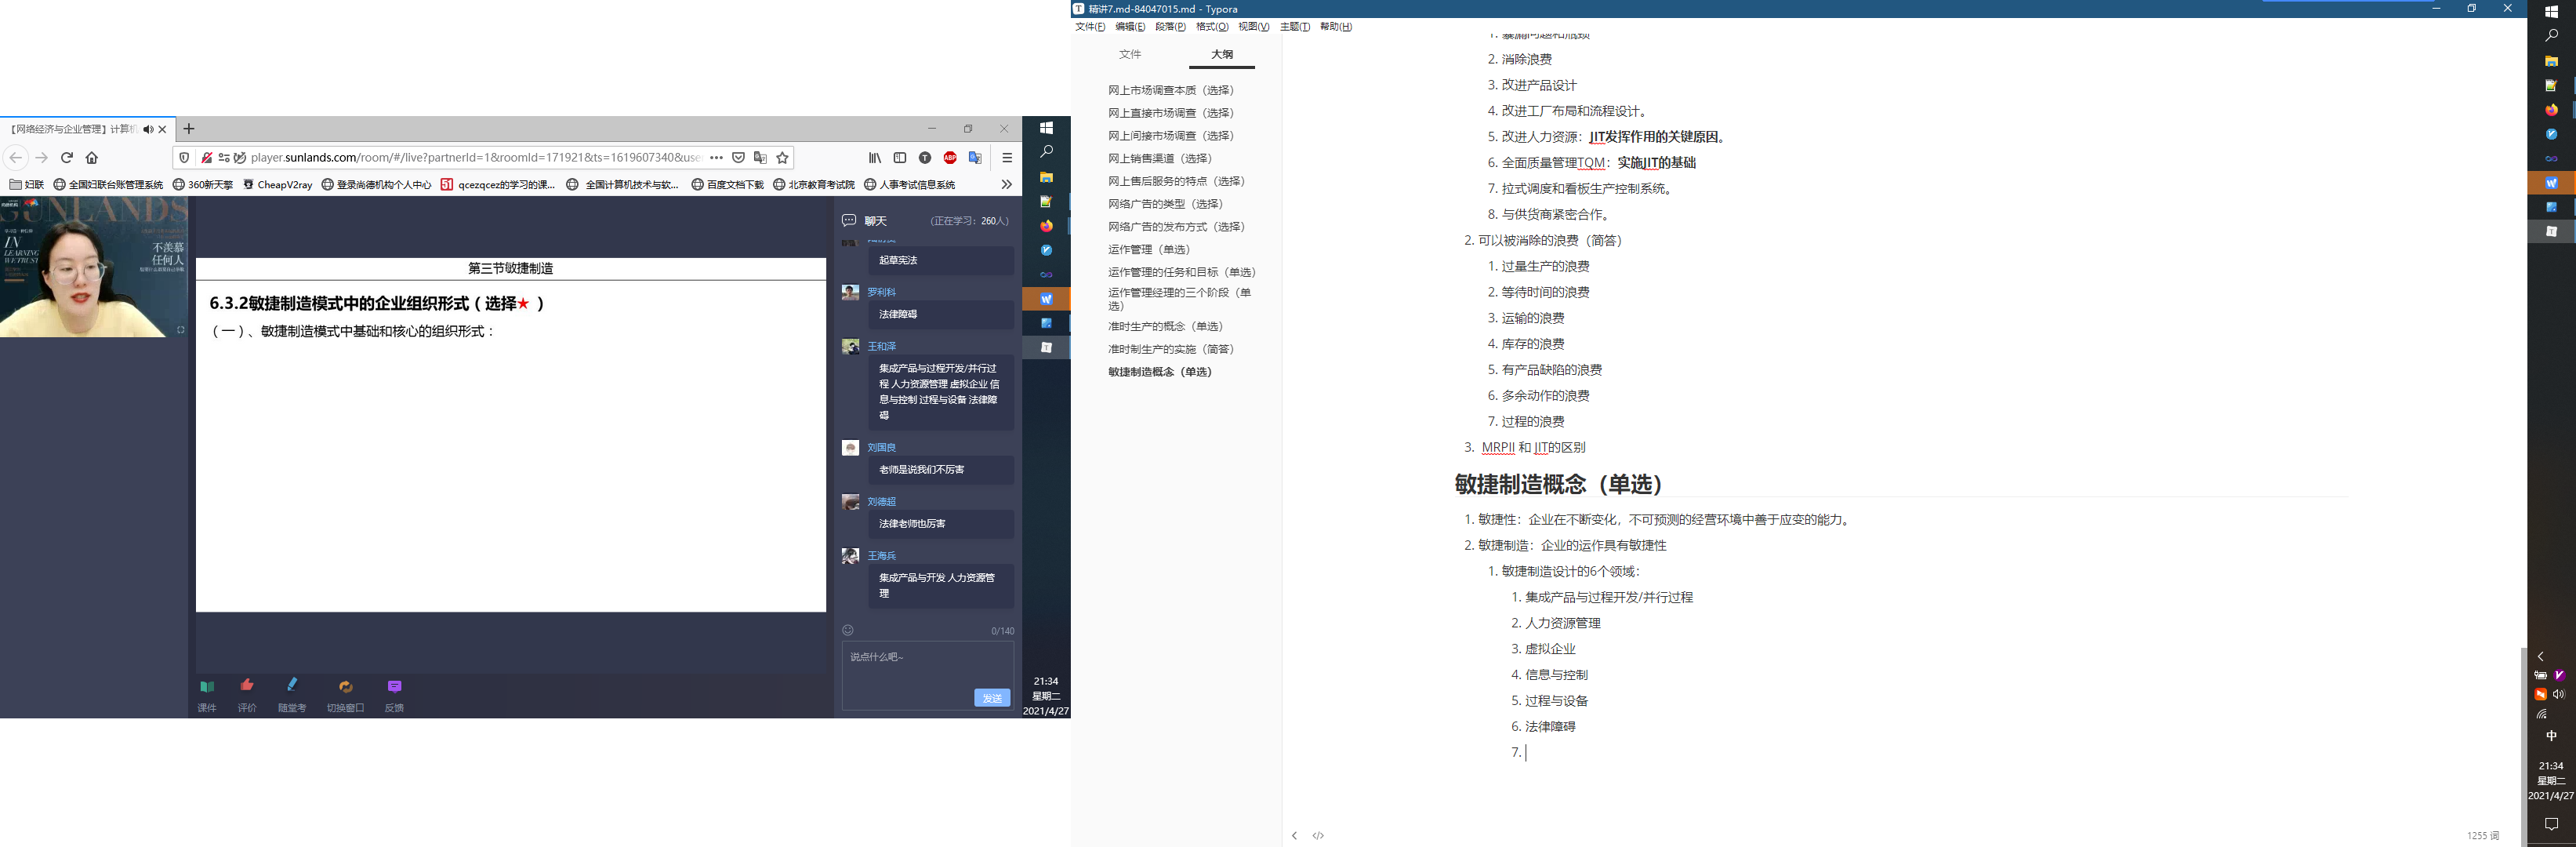 【网络经济与企业管理】计算机
player.sunlands.com/room/#/live?partnerId=1&roomId=171921&ts=1619607340&use
妇联
全国妇联台账管理系统
360新天擎
CheapV2ray
登录尚德机构个人中心
qcezqcez的学习的课...
全国计算机技术与软...
百度文档下载
北京教育考试院
人事考试信息系统
SUNLANDS
IN
LEARNING
WE TRUST
不羡慕
任何人
第三节敏捷制造
6.3.2敏捷制造模式中的企业组织形式（选择★ ）
（一）、敏捷制造模式中基础和核心的组织形式：
课件
评价
随堂考
切换窗口
反馈
聊天
（正在学习：260人）
起草宪法
罗利科
法律障碍
王和泽
集成产品与过程开发/并行过
程 人力资源管理 虚拟企业 信
息与控制 过程与设备 法律障
碍
刘国良
老师是说我们不厉害
刘德超
法律老师也厉害
王海兵
集成产品与开发 人力资源管
理
0/140
说点什么吧~
发送
21:34
星期二
2021/4/27
精讲7.md-84047015.md - Typora
文件(F) 编辑(E) 段落(P) 格式(O) 视图(V) 主题(T) 帮助(H)
文件
大纲
网上市场调查本质（选择）
网上直接市场调查（选择）
网上间接市场调查（选择）
网上销售渠道（选择）
网上售后服务的特点（选择）
网络广告的类型（选择）
网络广告的发布方式（选择）
运作管理（单选）
运作管理的任务和目标（单选）
运作管理经理的三个阶段（单
选）
准时生产的概念（单选）
准时制生产的实施（简答）
敏捷制造概念（单选）
1. 暴漏问题和瓶颈
2. 消除浪费
3. 改进产品设计
4. 改进工厂布局和流程设计。
5. 改进人力资源：JIT发挥作用的关键原因。
6. 全面质量管理TQM：实施JIT的基础
7. 拉式调度和看板生产控制系统。
8. 与供货商紧密合作。
2. 可以被消除的浪费（简答）
1. 过量生产的浪费
2. 等待时间的浪费
3. 运输的浪费
4. 库存的浪费
5. 有产品缺陷的浪费
6. 多余动作的浪费
7. 过程的浪费
3. MRPII 和 JIT的区别
敏捷制造概念（单选）
1. 敏捷性：企业在不断变化，不可预测的经营环境中善于应变的能力。
2. 敏捷制造：企业的运作具有敏捷性
1. 敏捷制造设计的6个领域：
1. 集成产品与过程开发/并行过程
2. 人力资源管理
3. 虚拟企业
4. 信息与控制
5. 过程与设备
6. 法律障碍
7.
1255 词
中
21:34
星期二
2021/4/27